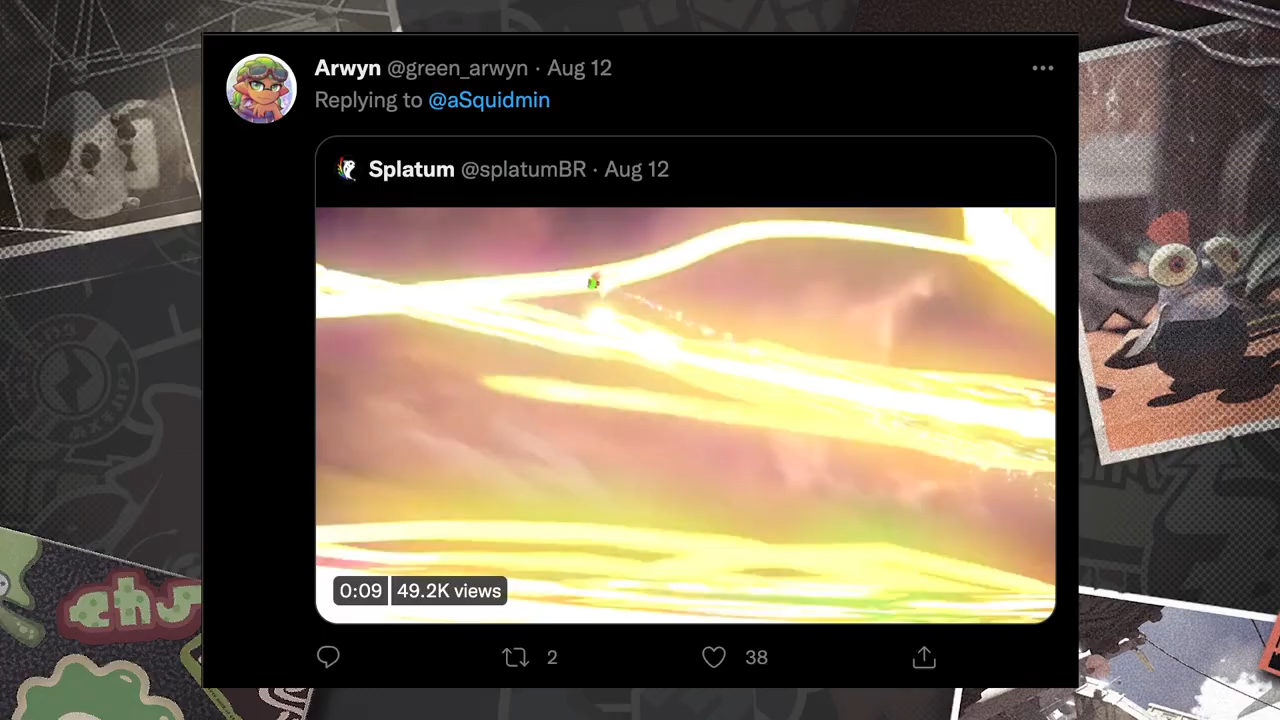 Arwyn @green_arwyn · Aug 12
Replying to @aSquidmin
Splatum @splatumBR · Aug 12
0:09 49.2K views
2 38